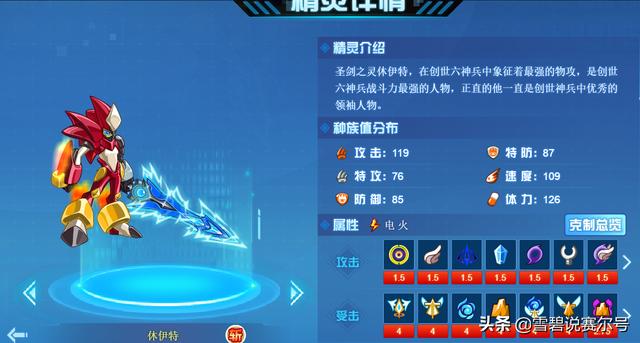 精灵详情
精灵介绍
圣剑之灵休伊特，在创世六神兵中象征着最强的物攻，是创世
六神兵战斗力最强的人物，正直的他一直是创世神兵中优秀的
领袖人物。
种族值分布
攻击：119
特防：87
特攻：76
速度：109
防御：85
体力：126
属性
电火
克制总览
攻击
1.5
1.5
1.5
1.5
1.5
1.5
1.5
受击
4
4
4
4
4
休伊特
新
头条 @雪碧说赛尔号